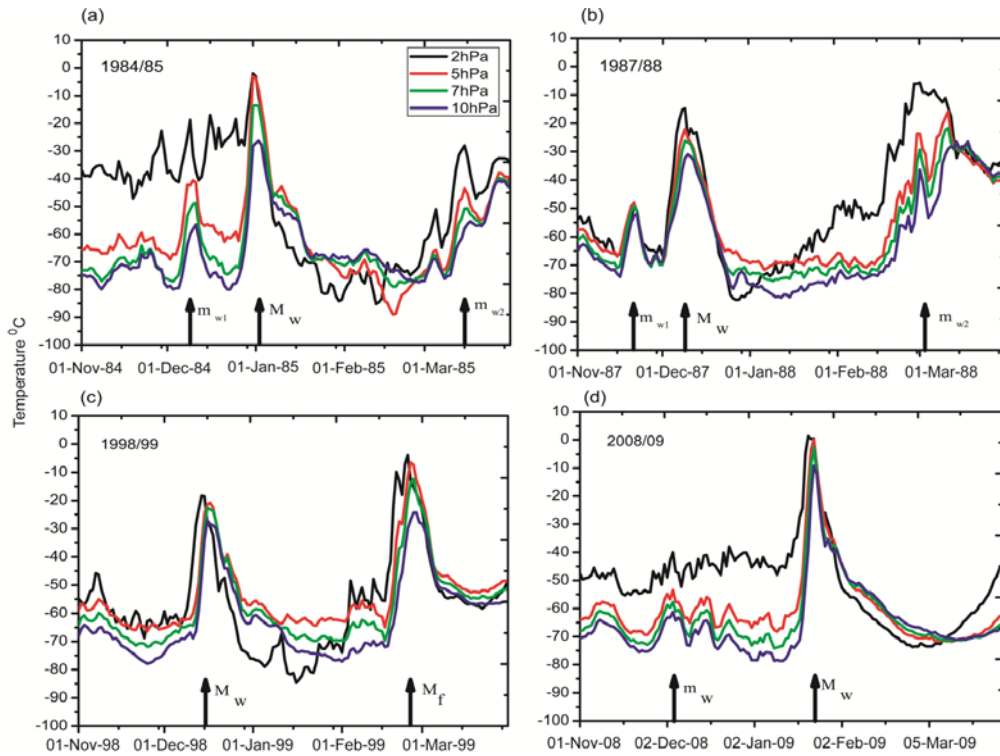 (a)
10
0
-10
-20
-30
-40
-50
-60
-70
-80
-90
-100
1984/85
2hPa
5hPa
7hPa
10hPa
m w1
M w
m w2
01-Nov-84 01-Dec-84 01-Jan-85 01-Feb-85 01-Mar-85
(b)
10
0
-10
-20
-30
-40
-50
-60
-70
-80
-90
-100
1987/88
m w1
M w
m w2
01-Nov-87 01-Dec-87 01-Jan-88 01-Feb-88 01-Mar-88
Temperature ⁰C
(c)
10
0
-10
-20
-30
-40
-50
-60
-70
-80
-90
-100
1998/99
M w
M f
01-Nov-98 01-Dec-98 01-Jan-99 01-Feb-99 01-Mar-99
(d)
10
0
-10
-20
-30
-40
-50
-60
-70
-80
-90
-100
2008/09
m w
M w
01-Nov-08 02-Dec-08 02-Jan-09 02-Feb-09 05-Mar-09